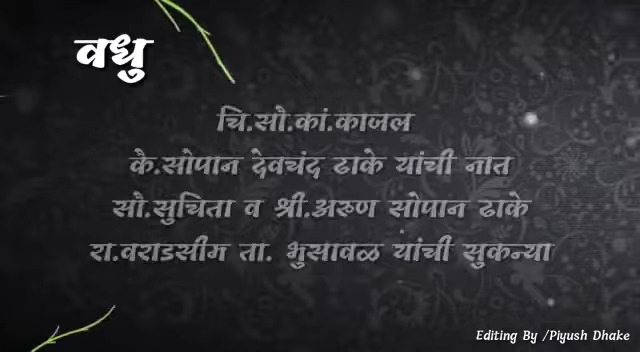 वधु
चि.सौ.कां.काजल
कै.सोपान देवचंद ढाके यांची नात
सौ.सुचिता व श्री.अरुण सोपान ढाके
रा.वराडसीम ता. भुसावळ यांची सुकन्या
Editing By /Piyush Dhake